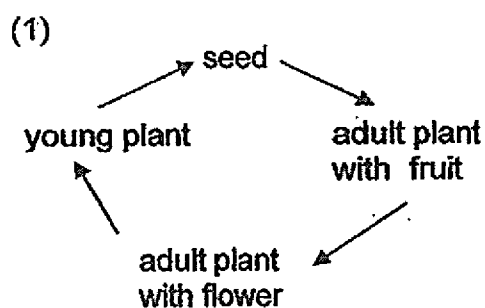 (1)
seed
young plant
adult plant
with fruit
adult plant
with flower